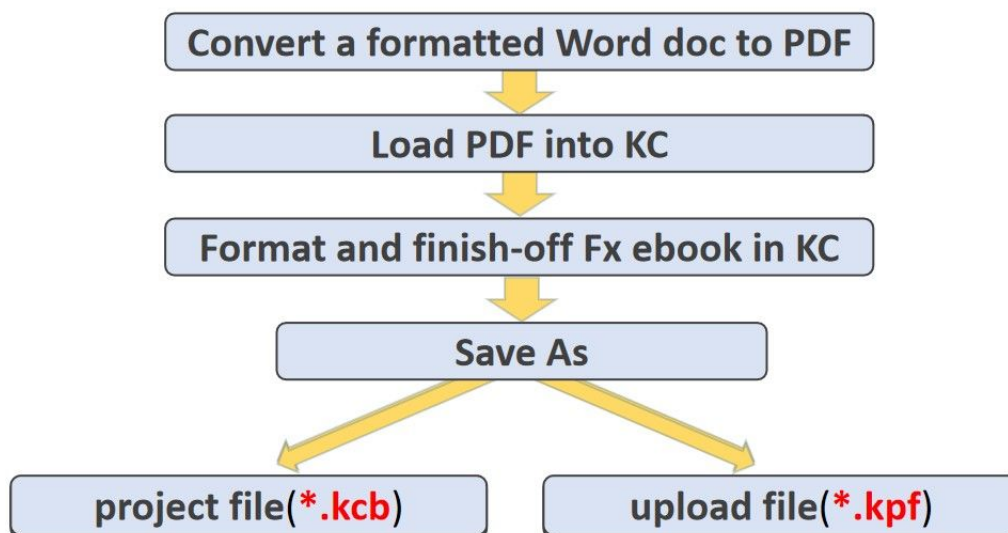 Convert a formatted Word doc to PDF
Load PDF into KC
Format and finish-off Fx ebook in KC
Save As
project file(*.kcb)
upload file(*.kpf)